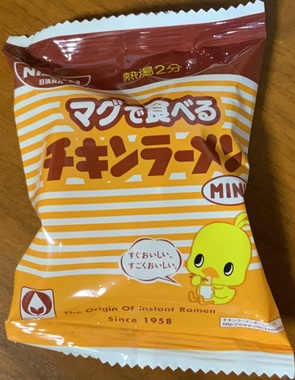 熱湯2分
マグで食べる
チキンラーメン
MINI
すぐおいしい、
すごくおいしい。
The Origin Of Instant Ramen
Since 1958